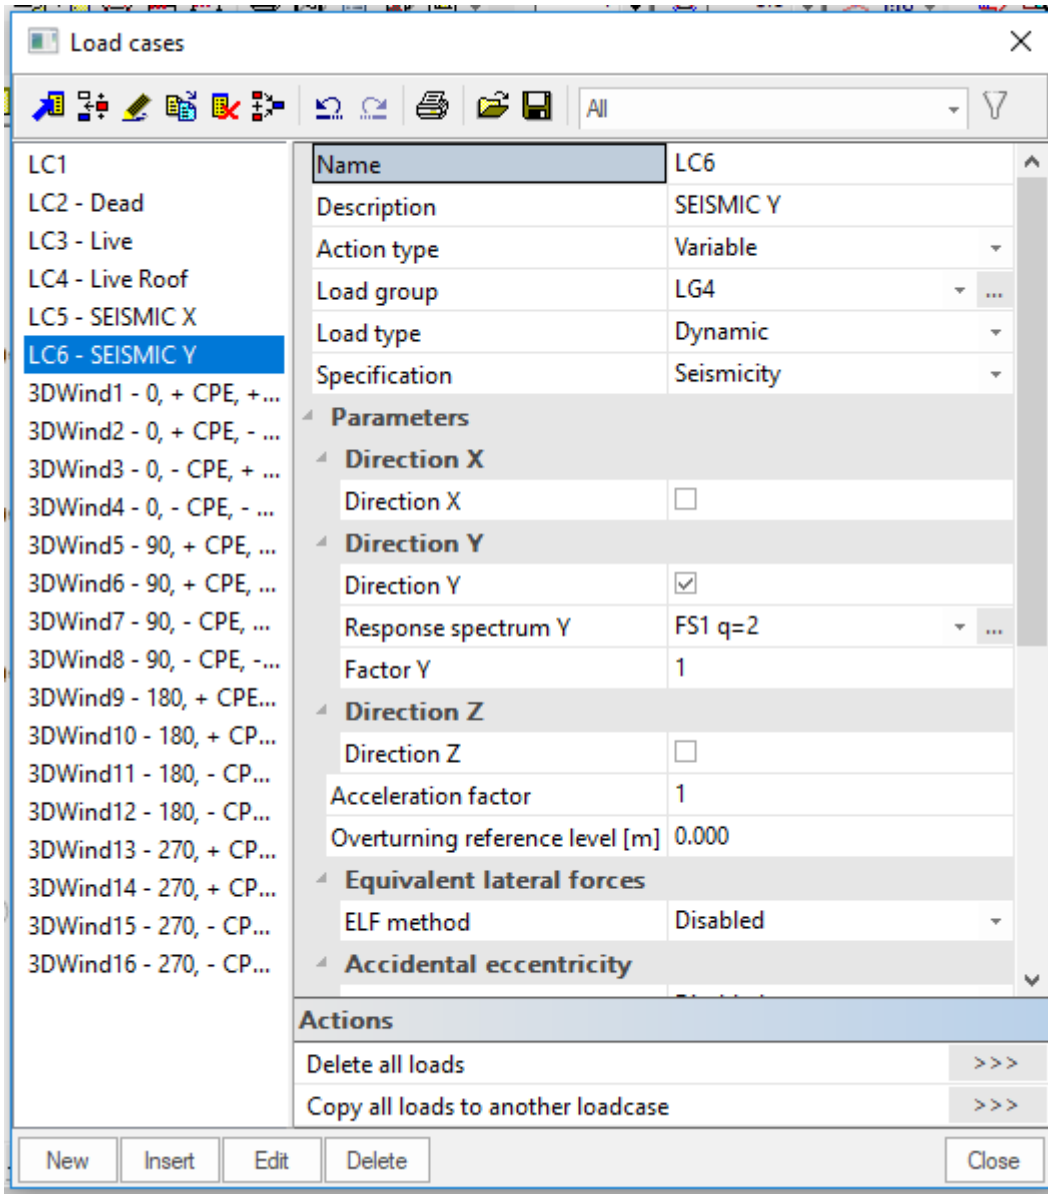 Load cases
All
LC1
LC2 - Dead
LC3 - Live
LC4 - Live Roof
LC5 - SEISMIC X
LC6 - SEISMIC Y
3DWind1 - 0, + CPE, +...
3DWind2 - 0, + CPE, - ...
3DWind3 - 0, - CPE, + ...
3DWind4 - 0, - CPE, - ...
3DWind5 - 90, + CPE, ...
3DWind6 - 90, + CPE, ...
3DWind7 - 90, - CPE, ...
3DWind8 - 90, - CPE, -...
3DWind9 - 180, + CPE...
3DWind10 - 180, + CP...
3DWind11 - 180, - CP...
3DWind12 - 180, - CP...
3DWind13 - 270, + CP...
3DWind14 - 270, + CP...
3DWind15 - 270, - CP...
3DWind16 - 270, - CP...
Name LC6
Description SEISMIC Y
Action type Variable
Load group LG4 ...
Load type Dynamic
Specification Seismicity
Parameters
Direction X
Direction X
Direction Y
Direction Y
Response spectrum Y FS1 q=2 ...
Factor Y 1
Direction Z
Direction Z
Acceleration factor 1
Overturning reference level [m] 0.000
Equivalent lateral forces
ELF method Disabled
Accidental eccentricity
Actions
Delete all loads >>>
Copy all loads to another loadcase >>>
New Insert Edit Delete Close